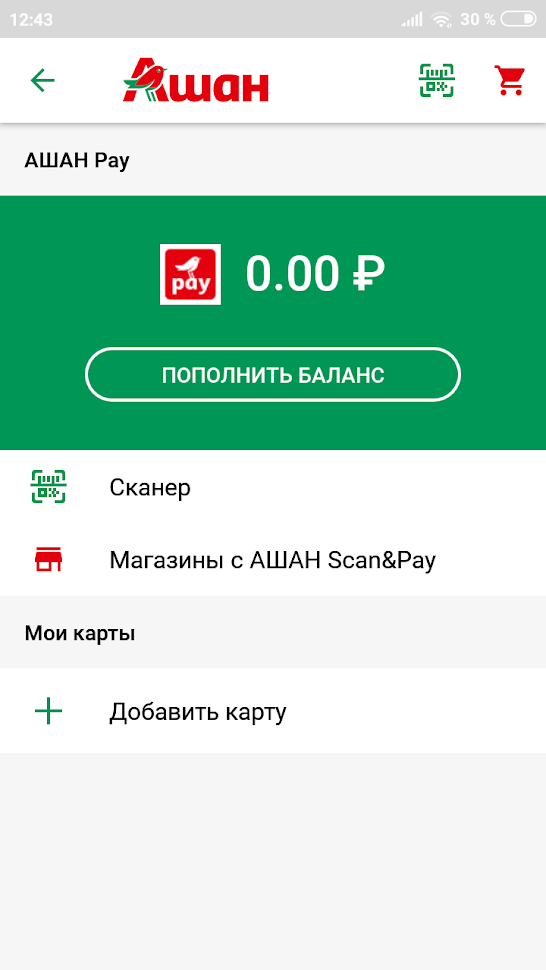 12:43
30 %
Ашан
АШАН Pay
pay
0.00 ₽
ПОПОЛНИТЬ БАЛАНС
Сканер
Магазины с АШАН Scan&Pay
Мои карты
Добавить карту